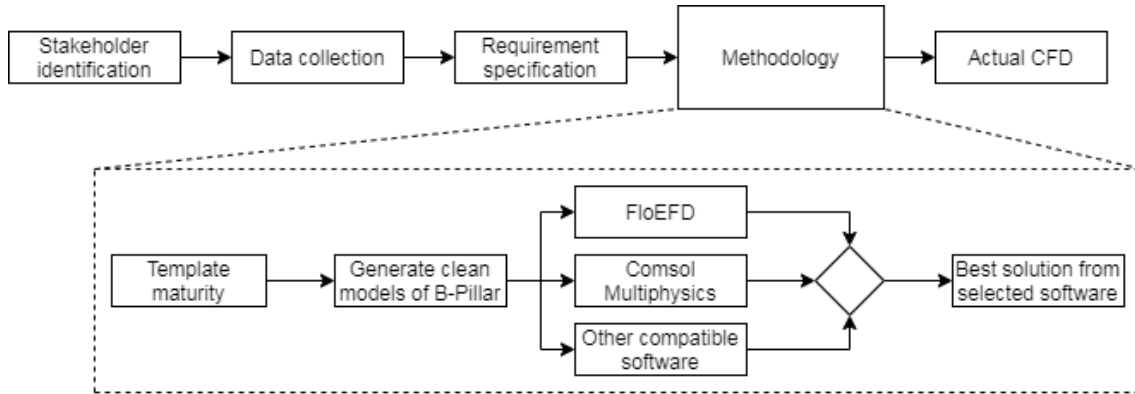 Stakeholder
identification
Data collection
Requirement
specification
Methodology
Actual CFD
Template
maturity
Generate clean
models of B-Pillar
FloEFD
Comsol
Multiphysics
Other compatible
software
Best solution from
selected software